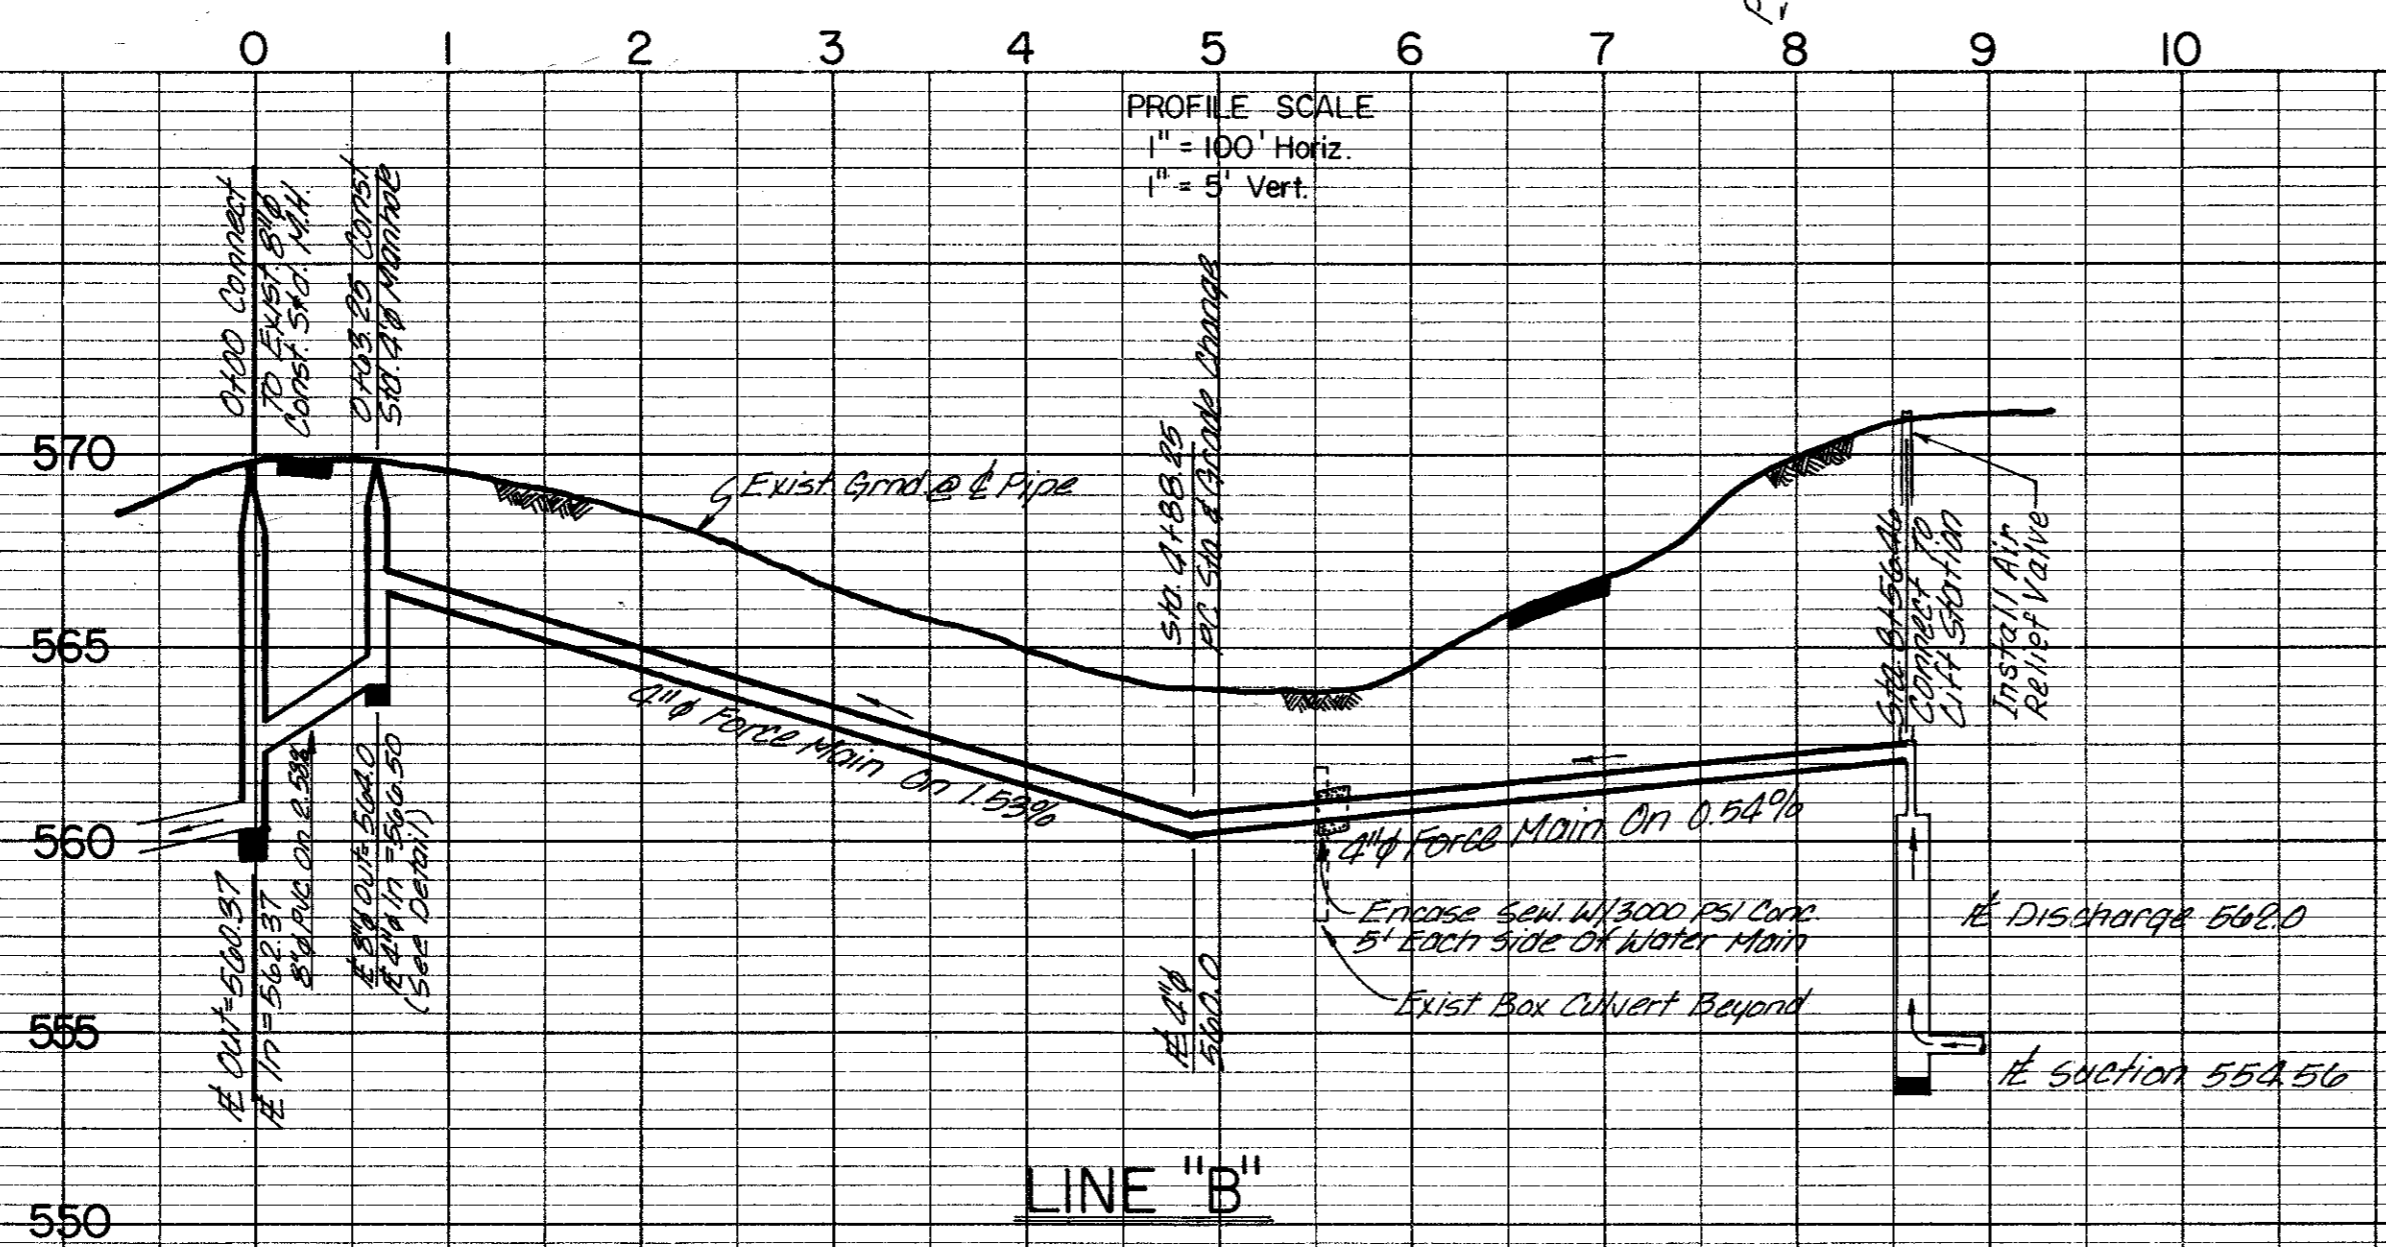 0 1 2 3 4 5 6 7 8 9 10
PROFILE SCALE
1" = 100' Horiz.
1" = 5' Vert.
0+00 Connect
To Exist. 8"⌀
Const. Std. M.H.
0+63.25 Const
Std. 4'⌀ Manhole
Sta. 4+88.25
PC Sta. & Grade Change
570
Exist Grnd @ ℄ Pipe
Sta. 8+56.46
Connect To
Lift Station
Install Air
Relief Valve
565
4"⌀ Force Main On 1.53%
560
4"⌀ Force Main On 0.54%
Encase Sew. W/3000 PSI Conc.
5' Each Side Of Water Main
Exist Box Culvert Beyond
℄ Discharge 562.0
℄ Suction 554.56
Out=560.37
In=562.37
8"⌀ PVC On 2.58%
8"⌀ Out=564.0
4"⌀ In=566.50
(See Detail)
4"⌀
560.0
555
550
LINE "B"